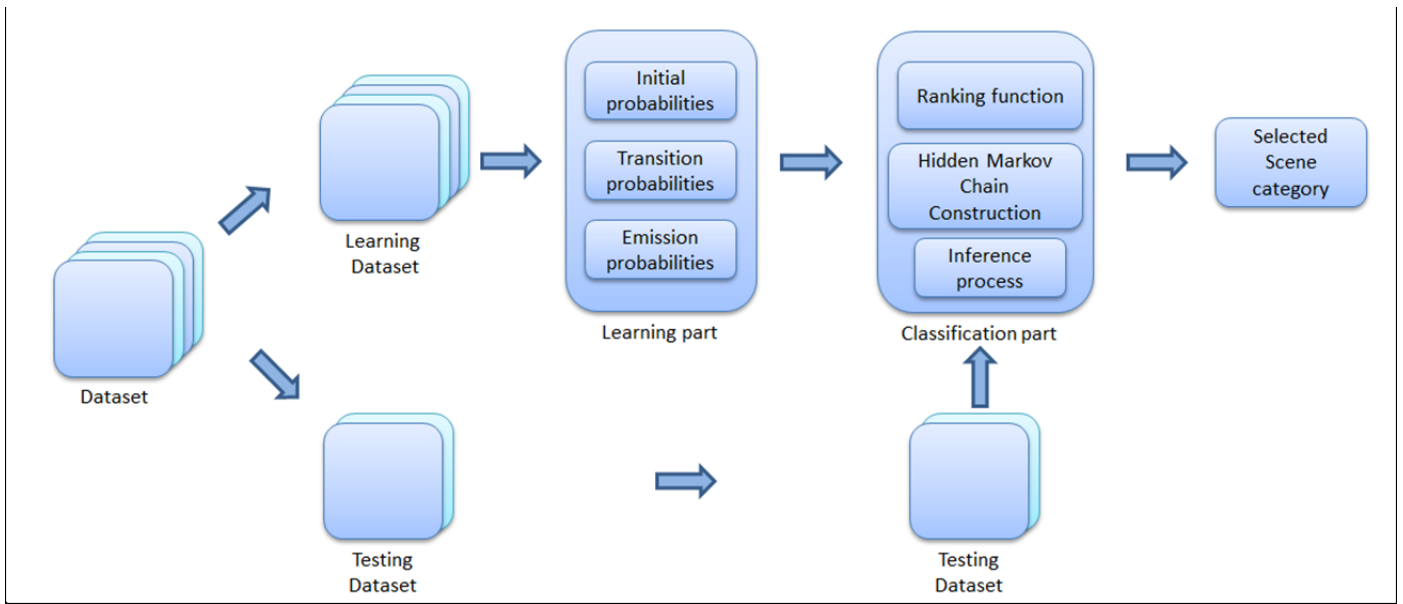 Initial
probabilities
Transition
probabilities
Emission
probabilities
Learning part
Ranking function
Hidden Markov
Chain
Construction
Inference
process
Classification part
Selected
Scene
category
Learning
Dataset
Dataset
Testing
Dataset
Testing
Dataset